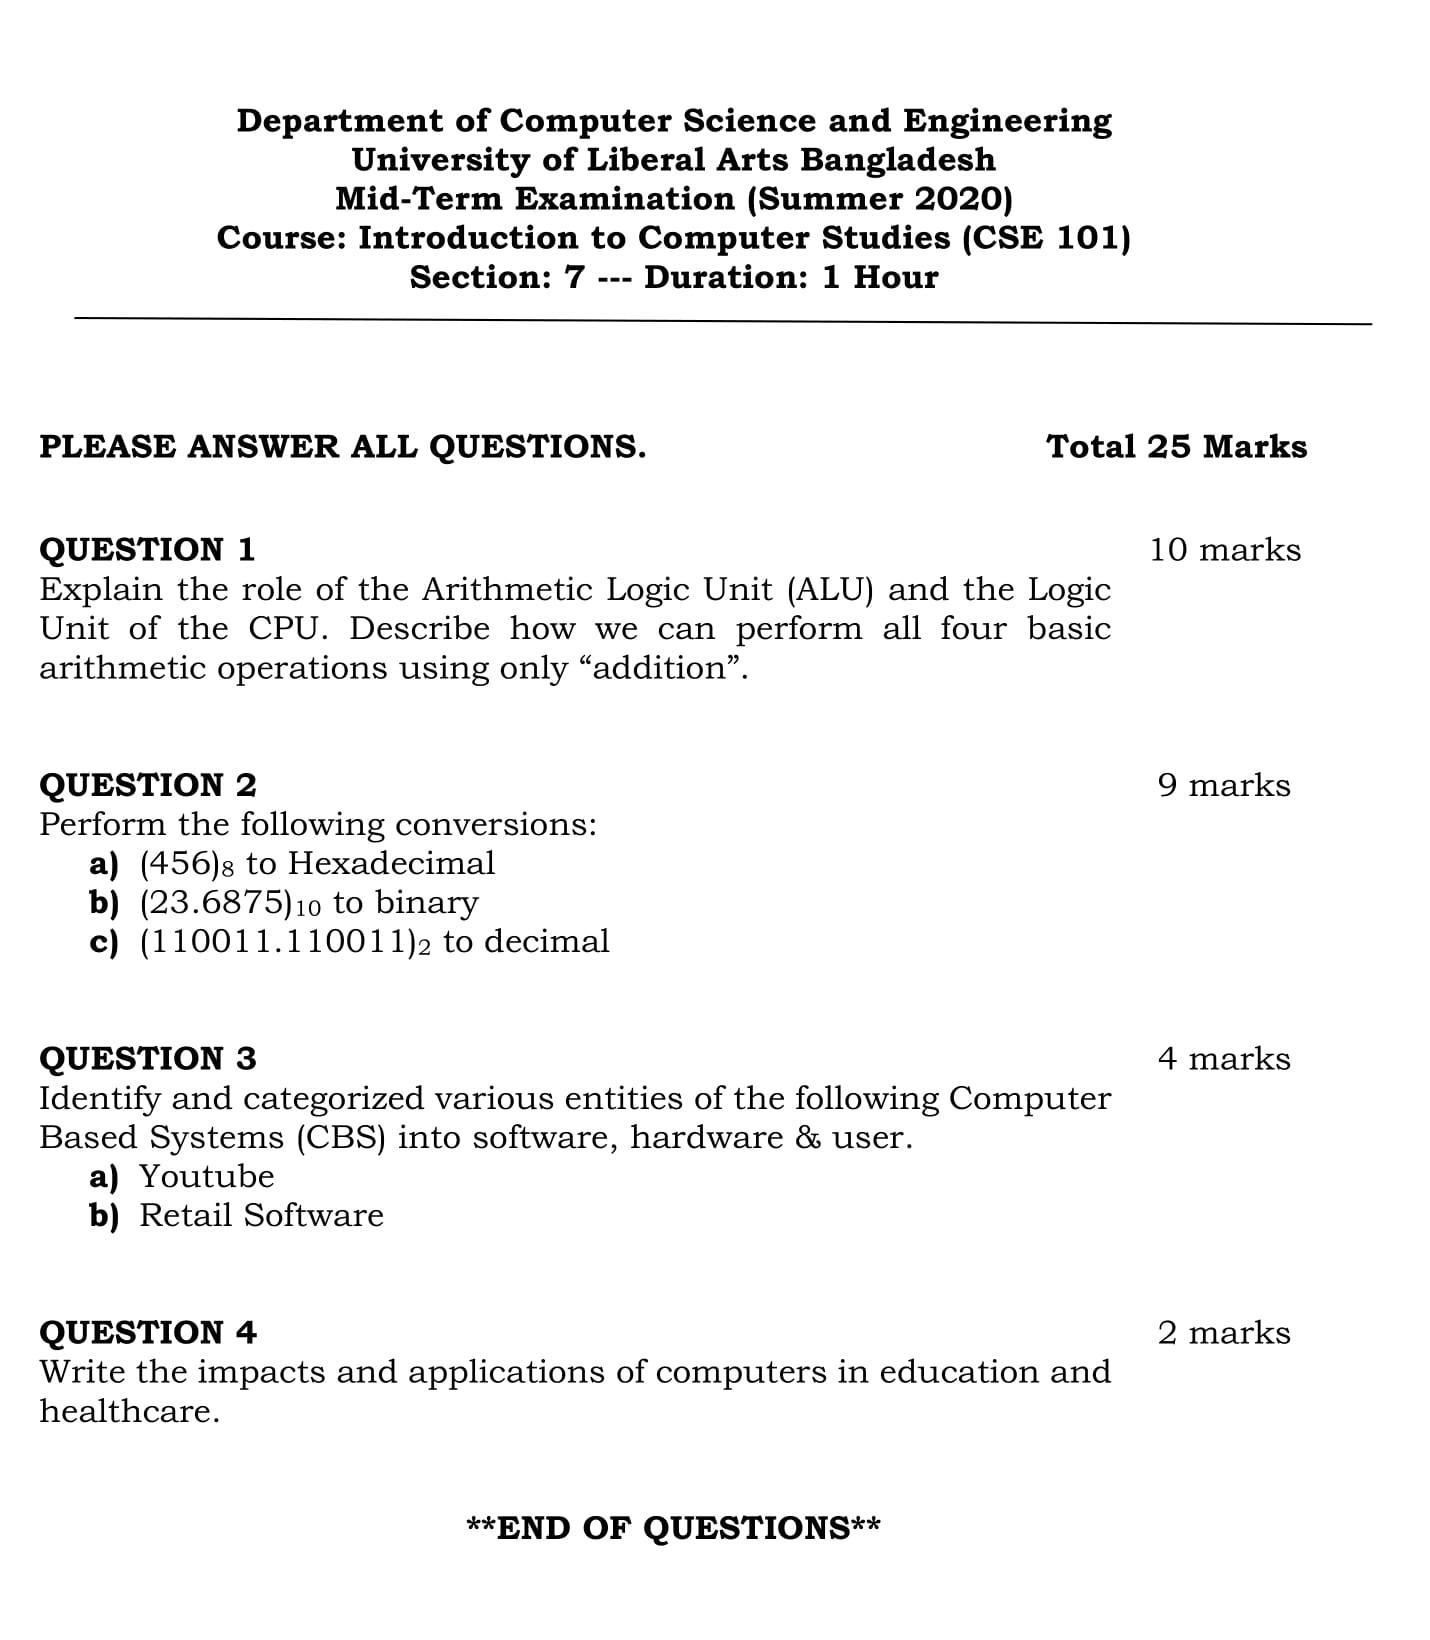 Department of Computer Science and Engineering
University of Liberal Arts Bangladesh
Mid-Term Examination (Summer 2020)
Course: Introduction to Computer Studies (CSE 101)
Section: 7 --- Duration: 1 Hour
PLEASE ANSWER ALL QUESTIONS. Total 25 Marks
QUESTION 1 10 marks
Explain the role of the Arithmetic Logic Unit (ALU) and the Logic
Unit of the CPU. Describe how we can perform all four basic
arithmetic operations using only “addition”.
QUESTION 2 9 marks
Perform the following conversions:
a) (456)₈ to Hexadecimal
b) (23.6875)₁₀ to binary
c) (110011.110011)₂ to decimal
QUESTION 3 4 marks
Identify and categorized various entities of the following Computer
Based Systems (CBS) into software, hardware & user.
a) Youtube
b) Retail Software
QUESTION 4 2 marks
Write the impacts and applications of computers in education and
healthcare.
**END OF QUESTIONS**